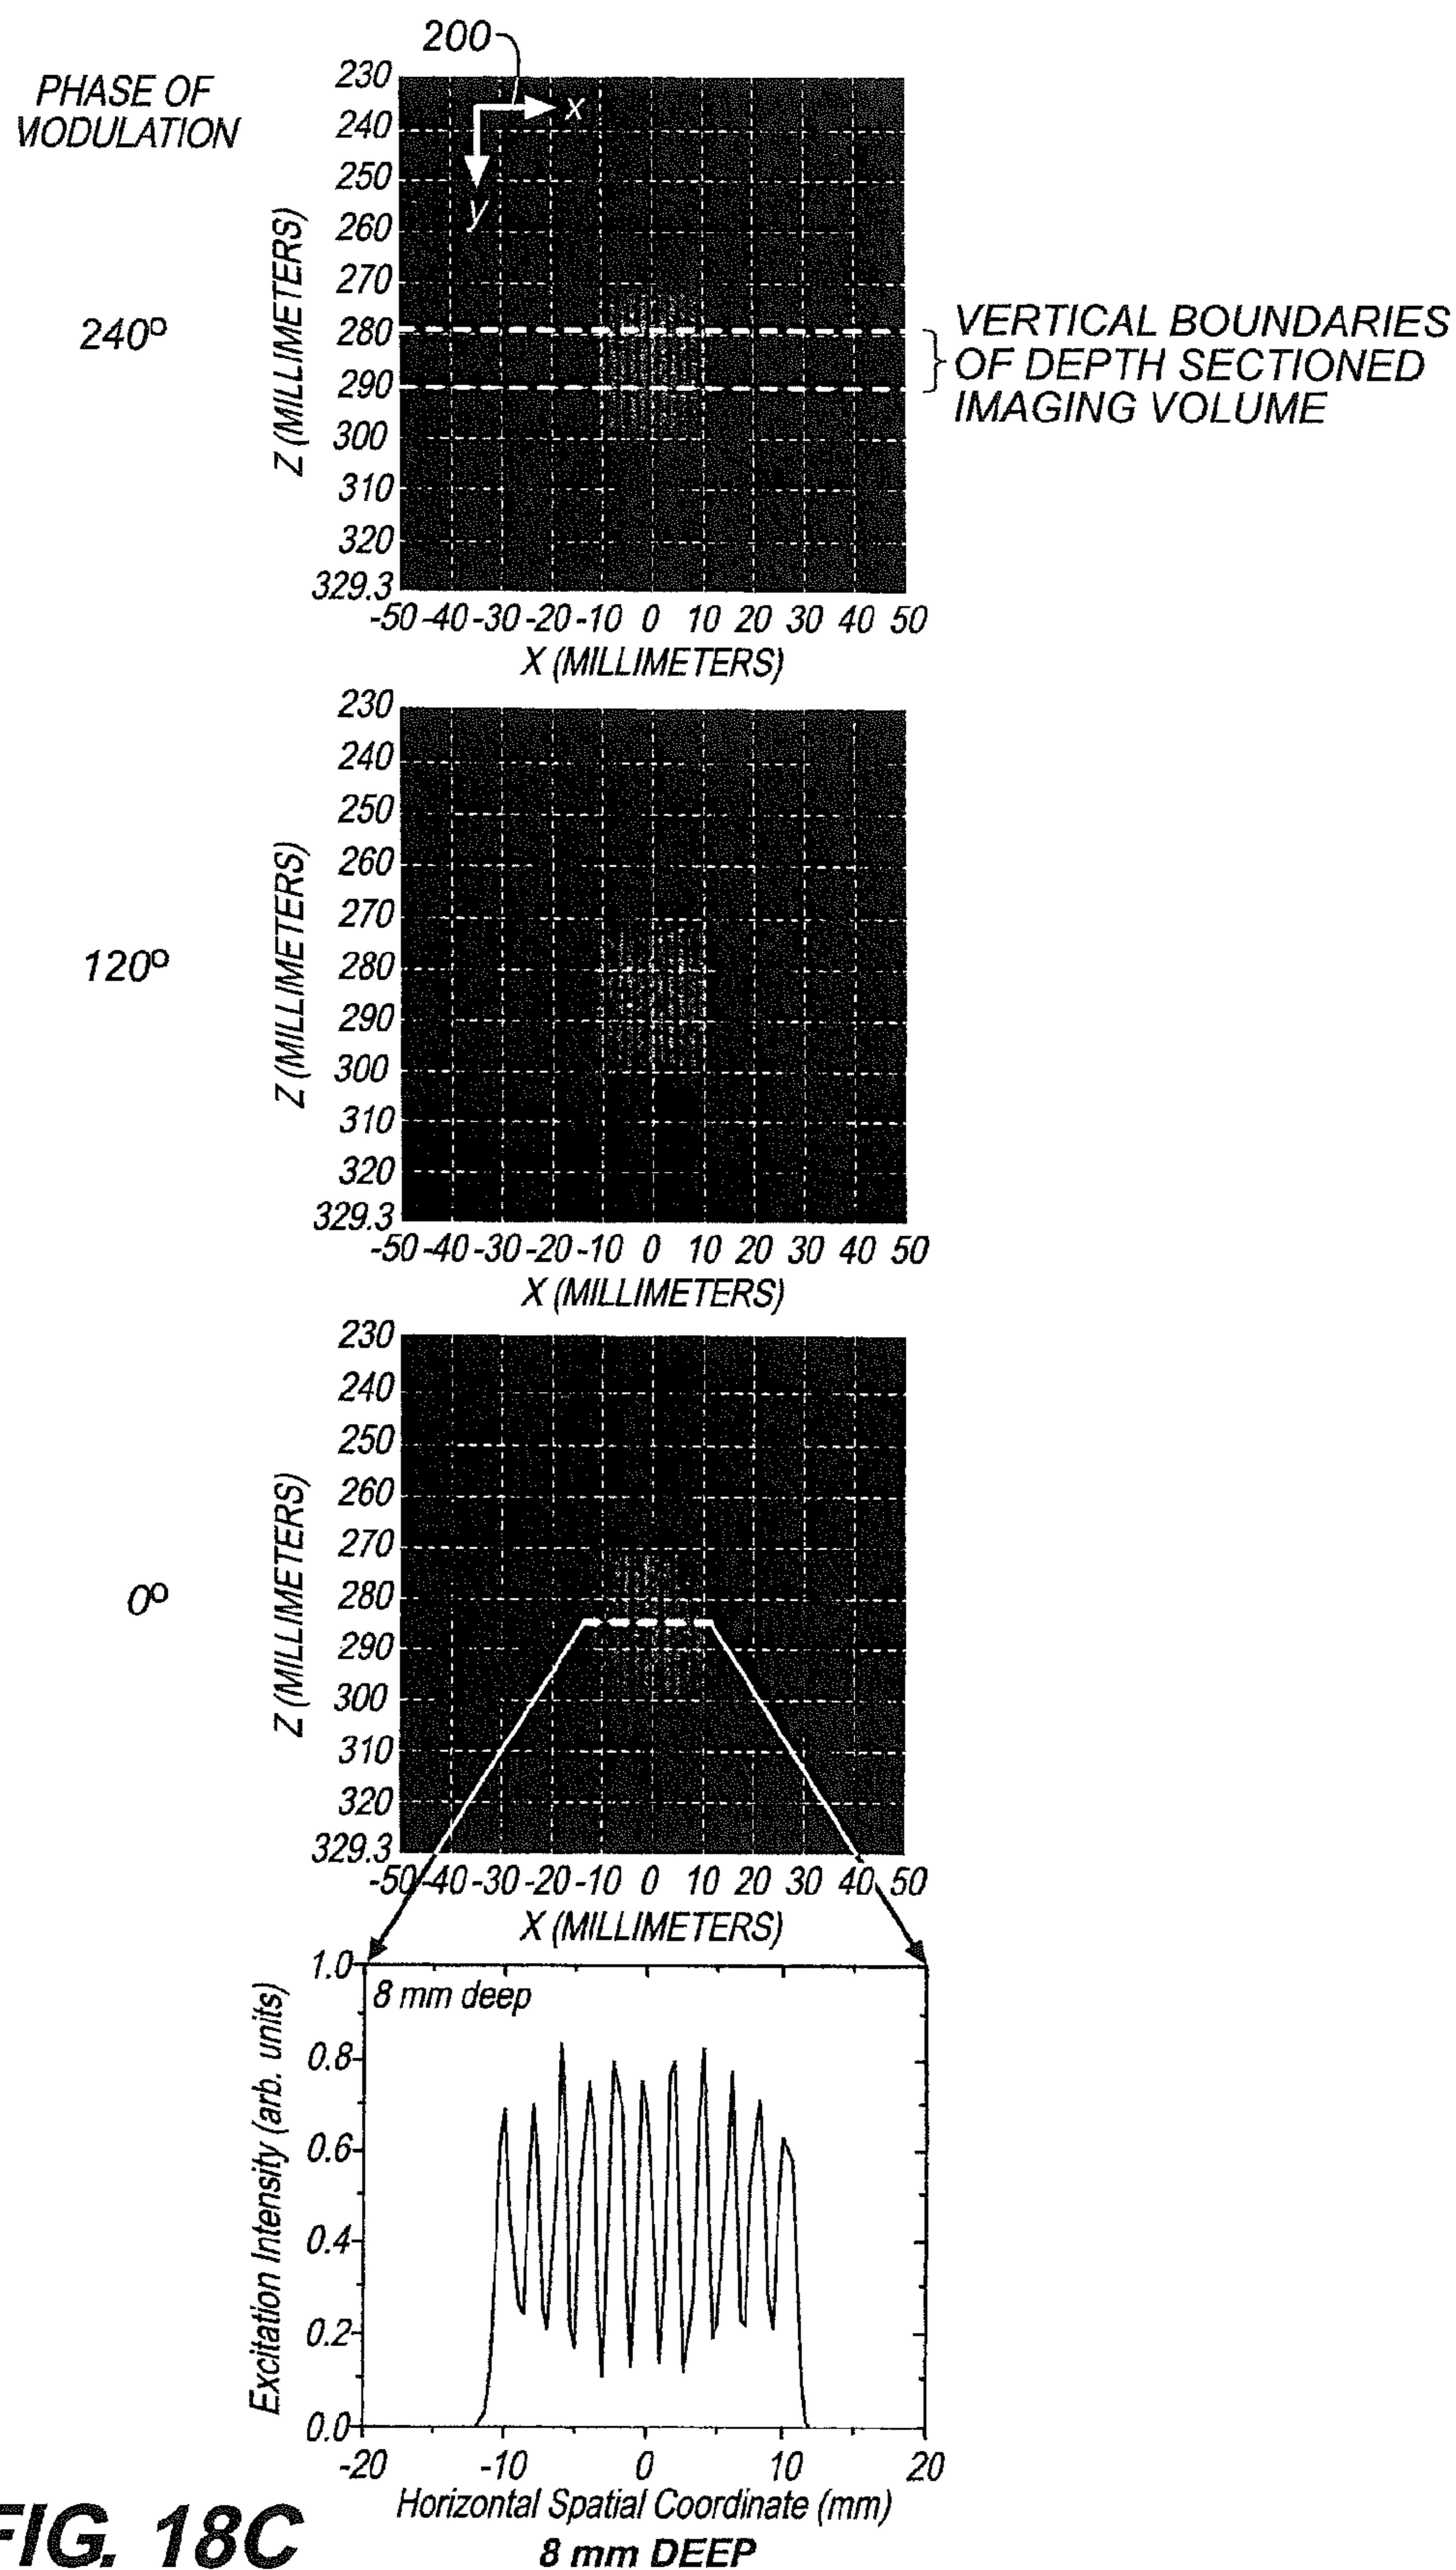 200
PHASE OF
MODULATION
230
240
250
260
270
280
290
300
310
320
329.3
Z (MILLIMETERS)
x
y
240º
VERTICAL BOUNDARIES
OF DEPTH SECTIONED
IMAGING VOLUME
-50 -40 -30 -20 -10 0 10 20 30 40 50
X (MILLIMETERS)
230
240
250
260
270
280
290
300
310
320
329.3
Z (MILLIMETERS)
120º
-50 -40 -30 -20 -10 0 10 20 30 40 50
X (MILLIMETERS)
230
240
250
260
270
280
290
300
310
320
329.3
Z (MILLIMETERS)
0º
-50 -40 -30 -20 -10 0 10 20 30 40 50
X (MILLIMETERS)
1.0
0.8
0.6
0.4
0.2
0.0
Excitation Intensity (arb. units)
8 mm deep
-20 -10 0 10 20
Horizontal Spatial Coordinate (mm)
8 mm DEEP
FIG. 18C